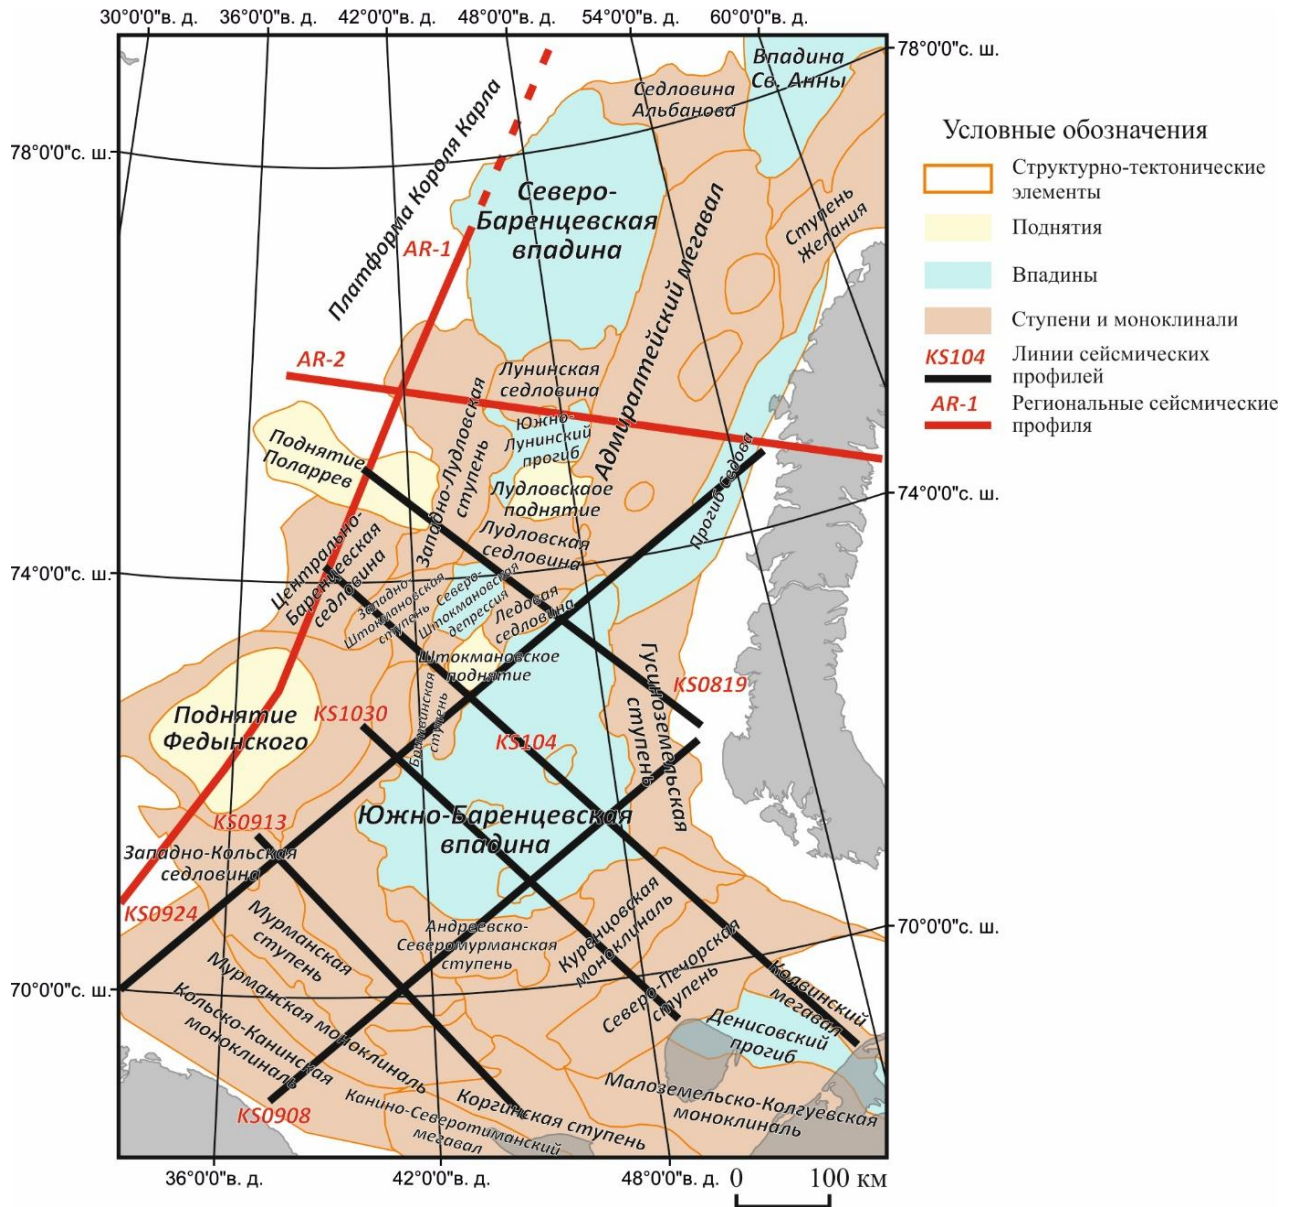 30°0'0"в. д.
36°0'0"в. д.
42°0'0"в. д.
48°0'0"в. д.
54°0'0"в. д.
60°0'0"в. д.
78°0'0"с. ш.
78°0'0"с. ш.
74°0'0"с. ш.
74°0'0"с. ш.
70°0'0"с. ш.
70°0'0"с. ш.
Впадина
Св. Анны
Седловина
Альбанова
Платформа Короля Карла
Северо-
Баренцевская
впадина
AR-1
Ступень
Желания
Адмиралтейский мегавал
AR-2
Лунинская
седловина
Южно-
Лунинский
прогиб
Западно-Лудловская
ступень
Поднятие
Поларрев
Лудловскаое
поднятие
Прогиб Седова
Лудловская
седловина
Центрально-
Баренцевская
седловина
Западно-
Штокмановская
ступень
Северо-
Штокмановская
депрессия
Ледовая
седловина
Штокмановское
поднятие
Гусиноземельская
ступень
KS0819
Поднятие
Федынского
KS1030
KS104
Южно-Баренцевская
впадина
KS0913
Западно-Кольская
седловина
KS0924
Мурманская
ступень
Андреевско-
Северомурманская
ступень
Куренцовская
моноклиналь
Северо-Печорская
ступень
Колвинский
мегавал
Мурманская моноклиналь
Кольско-Канинская
моноклиналь
Денисовский
прогиб
Малоземельско-Колгуевская
моноклиналь
Коргинская ступень
Канино-Северотиманский
мегавал
KS0908
36°0'0"в. д.
42°0'0"в. д.
48°0'0"в. д.
0 100 км
Условные обозначения
Структурно-тектонические
элементы
Поднятия
Впадины
Ступени и моноклинали
KS104 Линии сейсмических
профилей
AR-1 Региональные сейсмические
профиля